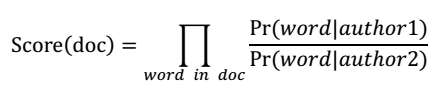 Score(doc) = ∏ Pr(word|author1)
word in doc Pr(word|author2)